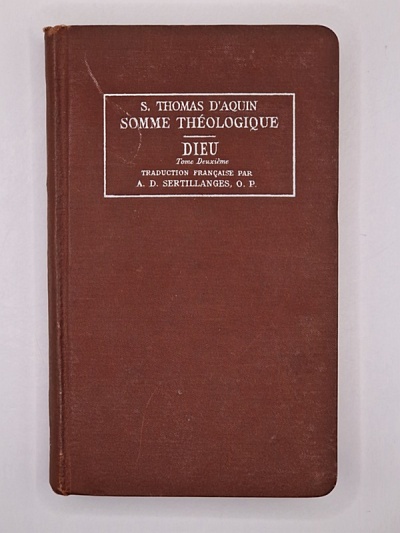 S. THOMAS D'AQUIN
SOMME THÉOLOGIQUE
DIEU
Tome Deuxième
TRADUCTION FRANÇAISE PAR
A. D. SERTILLANGES, O. P.